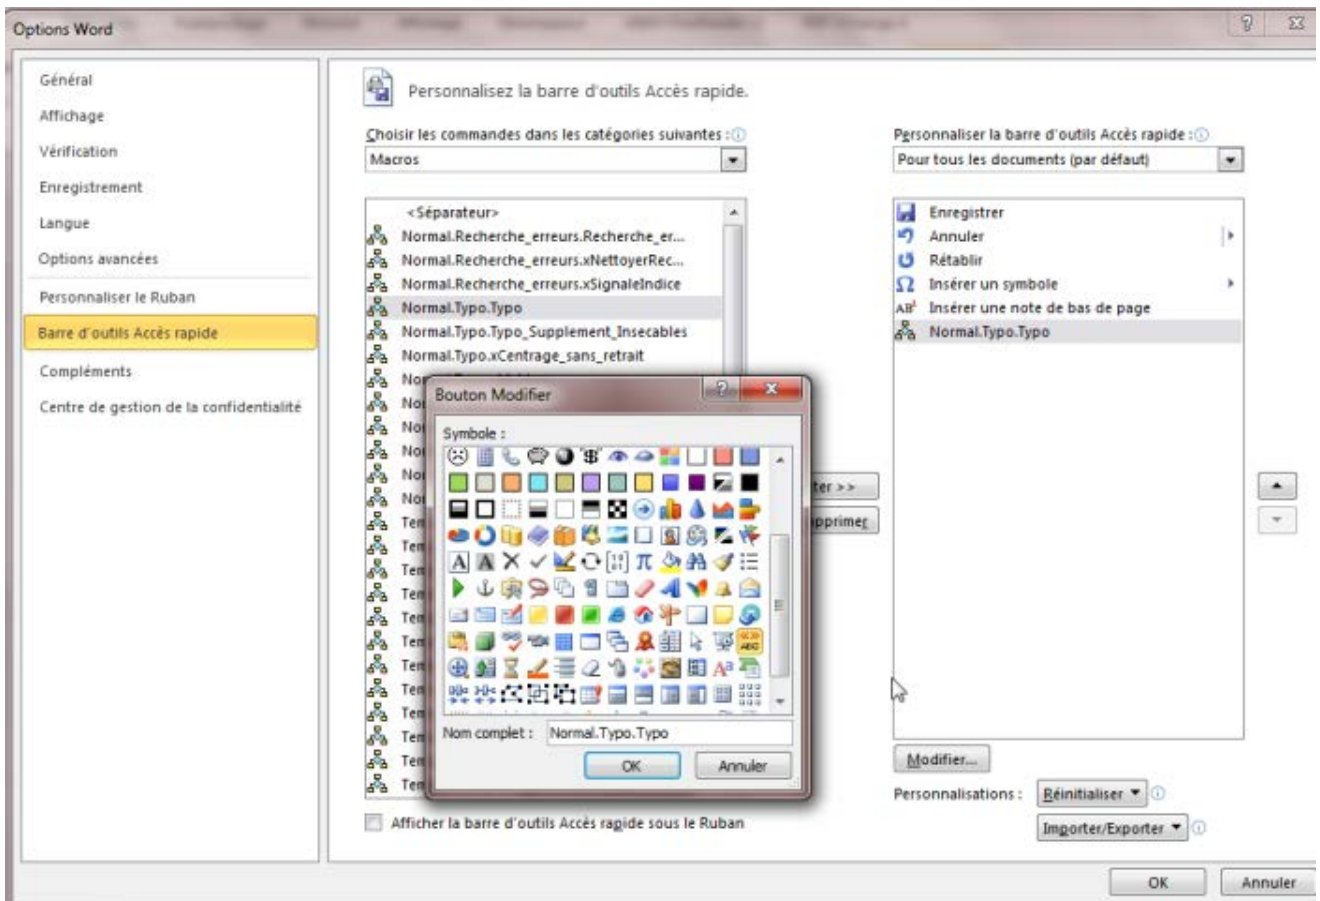 Options Word
Général
Affichage
Vérification
Enregistrement
Langue
Options avancées
Personnaliser le Ruban
Barre d'outils Accès rapide
Compléments
Centre de gestion de la confidentialité
Personnalisez la barre d'outils Accès rapide.
Choisir les commandes dans les catégories suivantes :
Macros
<Séparateur>
Normal.Recherche_erreurs.Recherche_er...
Normal.Recherche_erreurs.xNettoyerRec...
Normal.Recherche_erreurs.xSignaleIndice
Normal.Typo.Typo
Normal.Typo.Typo_Supplement_Insecables
Normal.Typo.xCentrage_sans_retrait
Bouton Modifier
Symbole :
Nom complet : Normal.Typo.Typo
OK Annuler
Afficher la barre d'outils Accès rapide sous le Ruban
Personnaliser la barre d'outils Accès rapide :
Pour tous les documents (par défaut)
Enregistrer
Annuler
Rétablir
Insérer un symbole
Insérer une note de bas de page
Normal.Typo.Typo
Modifier...
Personnalisations : Réinitialiser
Importer/Exporter
OK Annuler